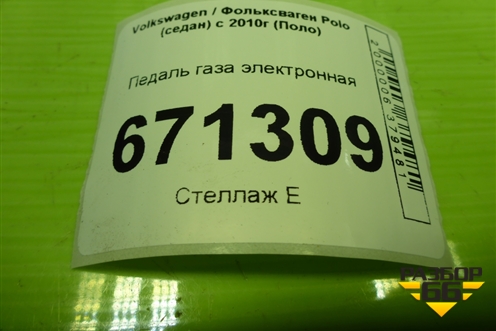 Volkswagen / Фольксваген Polo
(седан) с 2010г (Поло)
Педаль газа электронная
671309
Стеллаж Е
2000006379481
РАЗБОР
66